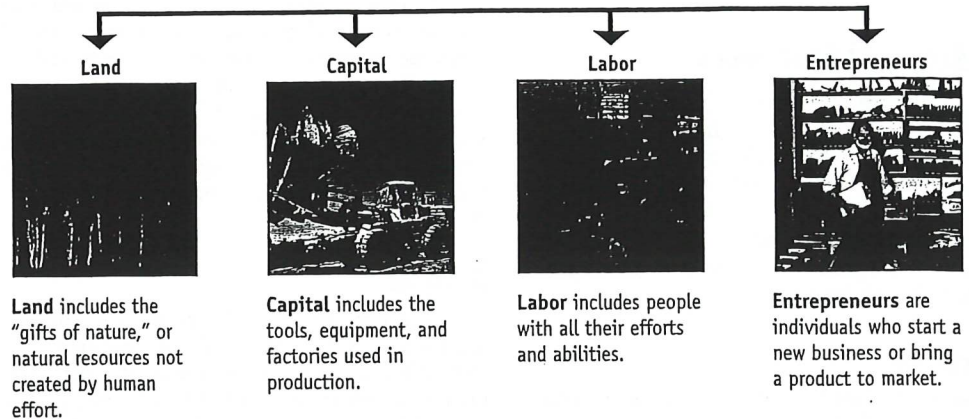 Land
Capital
Labor
Entrepreneurs
Land includes the
"gifts of nature," or
natural resources not
created by human
effort.
Capital includes the
tools, equipment, and
factories used in
production.
Labor includes people
with all their efforts
and abilities.
Entrepreneurs are
individuals who start a
new business or bring
a product to market.